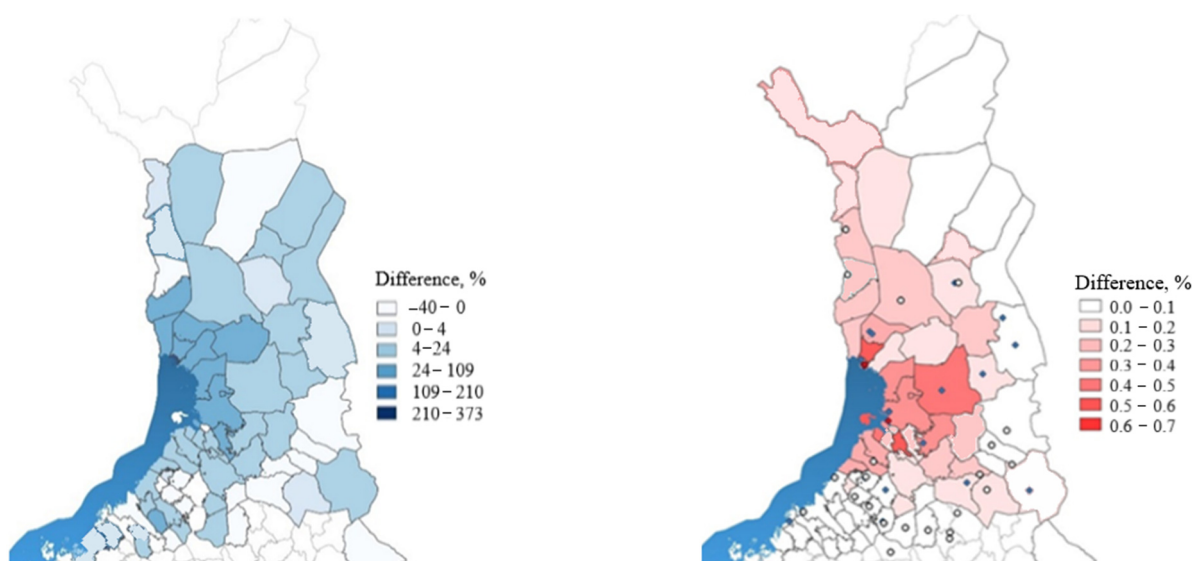 Difference, %
−40 – 0
0 – 4
4–24
24 – 109
109 – 210
210 – 373
Difference, %
0.0 – 0.1
0.1 – 0.2
0.2 – 0.3
0.3 – 0.4
0.4 – 0.5
0.5 – 0.6
0.6 – 0.7